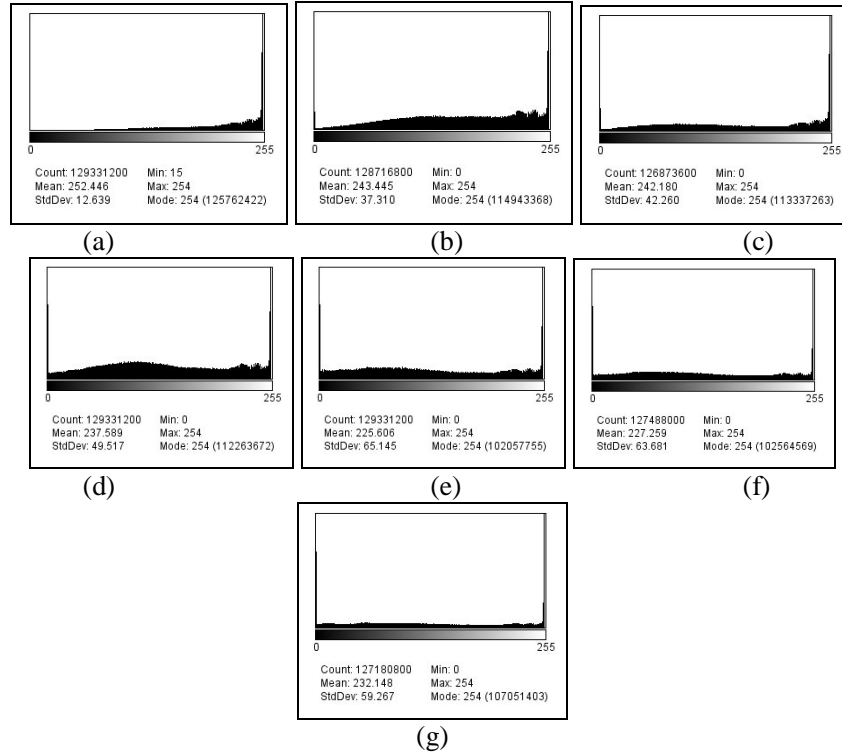 0 255
Count: 129331200 Min: 15
Mean: 252.446 Max: 254
StdDev: 12.639 Mode: 254 (125762422)
(a)
0 255
Count: 128716800 Min: 0
Mean: 243.445 Max: 254
StdDev: 37.310 Mode: 254 (114943368)
(b)
0 255
Count: 126873600 Min: 0
Mean: 242.180 Max: 254
StdDev: 42.260 Mode: 254 (113337263)
(c)
0 255
Count: 129331200 Min: 0
Mean: 237.589 Max: 254
StdDev: 49.517 Mode: 254 (112263672)
(d)
0 255
Count: 129331200 Min: 0
Mean: 225.606 Max: 254
StdDev: 65.145 Mode: 254 (102057755)
(e)
0 255
Count: 127488000 Min: 0
Mean: 227.259 Max: 254
StdDev: 63.681 Mode: 254 (102564569)
(f)
0 255
Count: 127180800 Min: 0
Mean: 232.148 Max: 254
StdDev: 59.267 Mode: 254 (107051403)
(g)